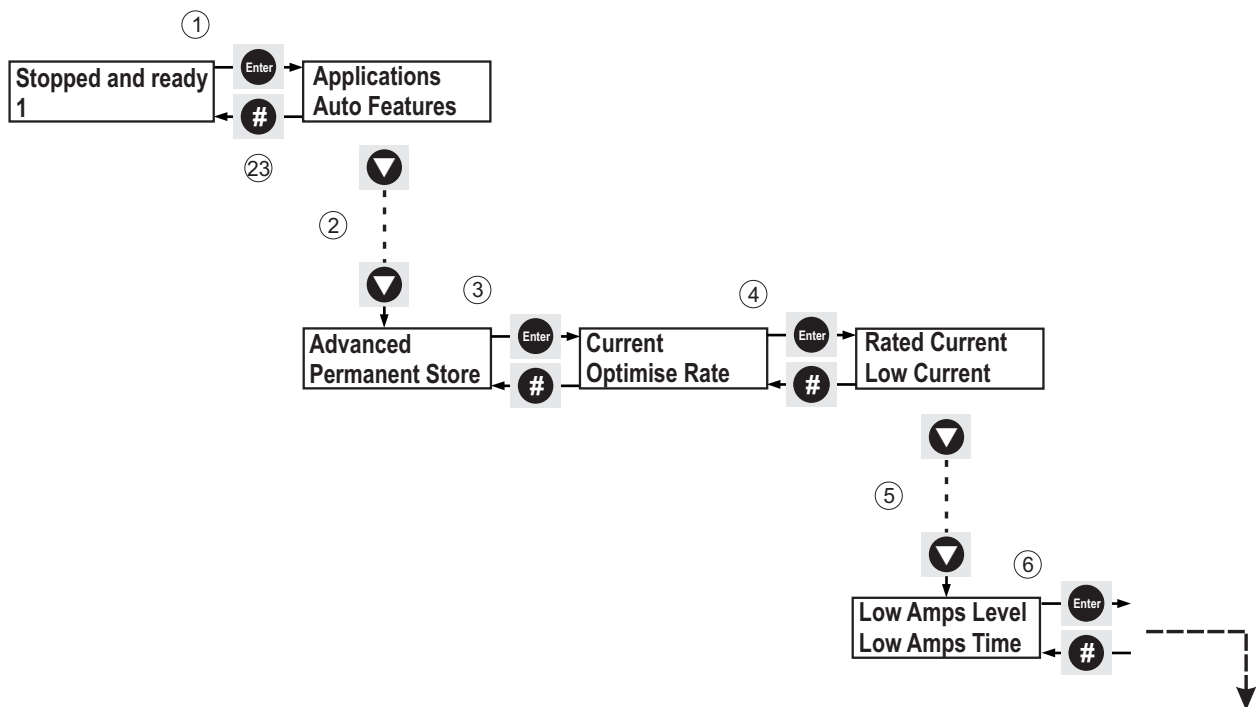 ①
Stopped and ready
1
Enter
#
Applications
Auto Features
㉓
②
③
④
Advanced
Permanent Store
Enter
#
Current
Optimise Rate
Enter
#
Rated Current
Low Current
⑤
⑥
Low Amps Level
Low Amps Time
Enter
#